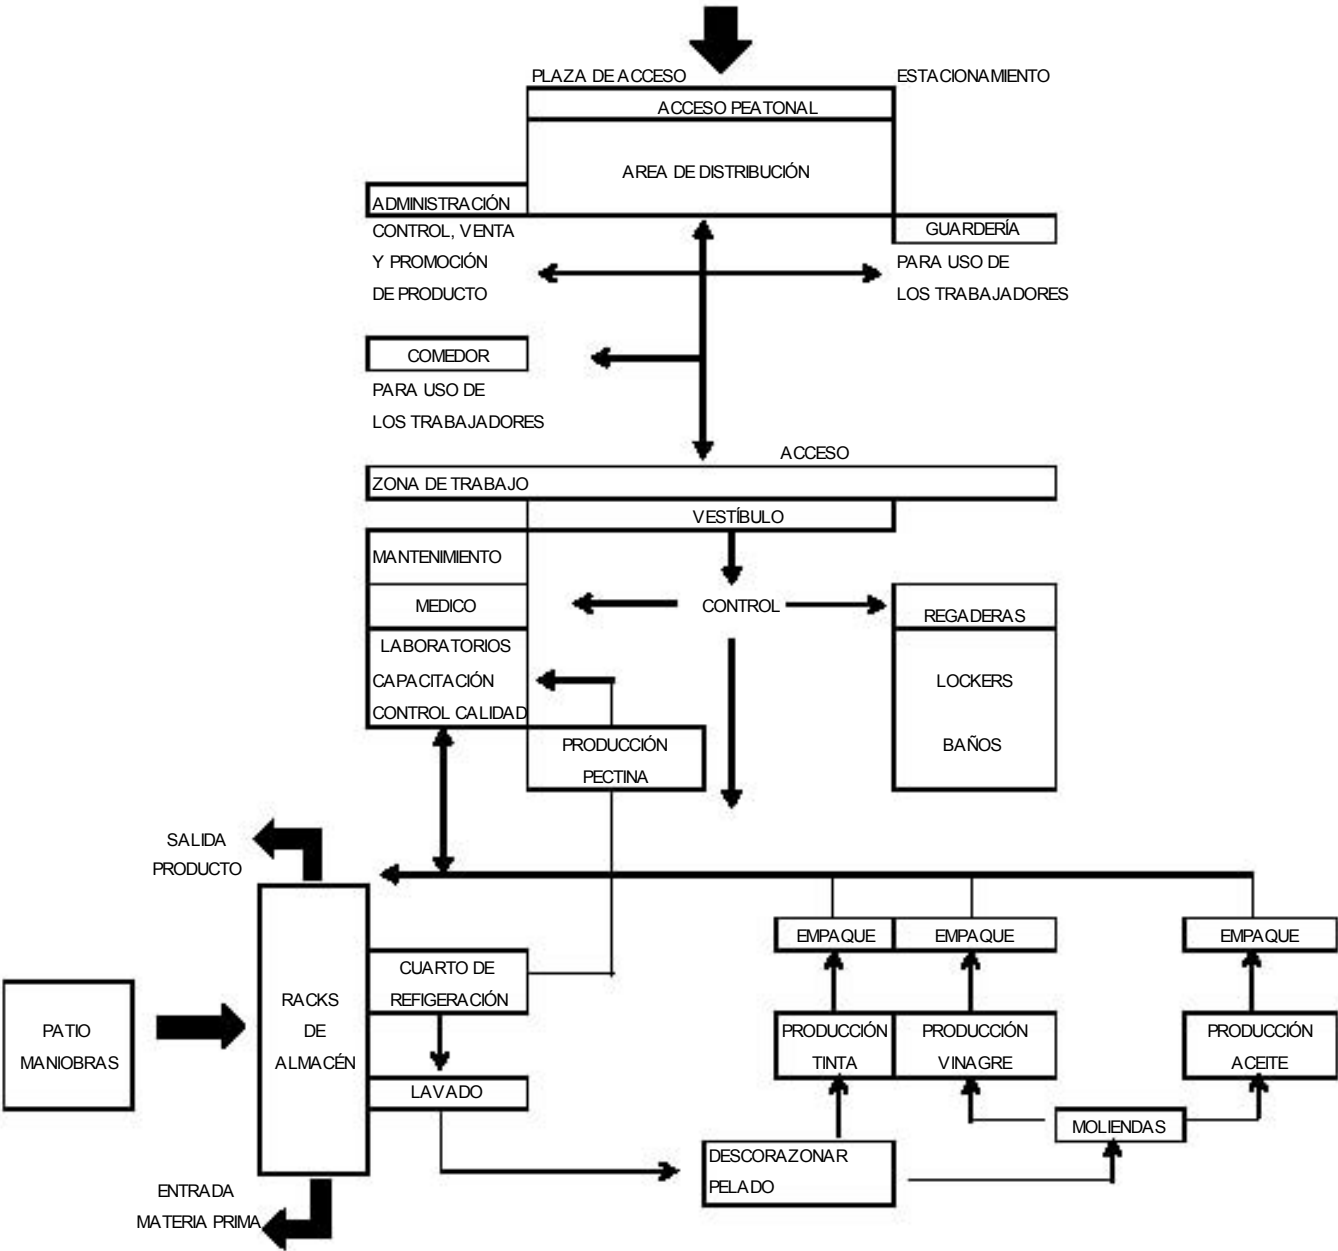 PLAZA DE ACCESO
ESTACIONAMIENTO
ACCESO PEATONAL
AREA DE DISTRIBUCIÓN
ADMINISTRACIÓN
CONTROL, VENTA
Y PROMOCIÓN
DE PRODUCTO
GUARDERÍA
PARA USO DE
LOS TRABAJADORES
COMEDOR
PARA USO DE
LOS TRABAJADORES
ACCESO
ZONA DE TRABAJO
VESTÍBULO
MANTENIMIENTO
MEDICO
CONTROL
REGADERAS
LABORATORIOS
CAPACITACIÓN
CONTROL CALIDAD
LOCKERS
BAÑOS
PRODUCCIÓN
PECTINA
SALIDA
PRODUCTO
EMPAQUE
EMPAQUE
EMPAQUE
CUARTO DE
REFIGERACIÓN
RACKS
DE
ALMACÉN
PATIO
MANIOBRAS
PRODUCCIÓN
TINTA
PRODUCCIÓN
VINAGRE
PRODUCCIÓN
ACEITE
LAVADO
MOLIENDAS
DESCORAZONAR
PELADO
ENTRADA
MATERIA PRIMA